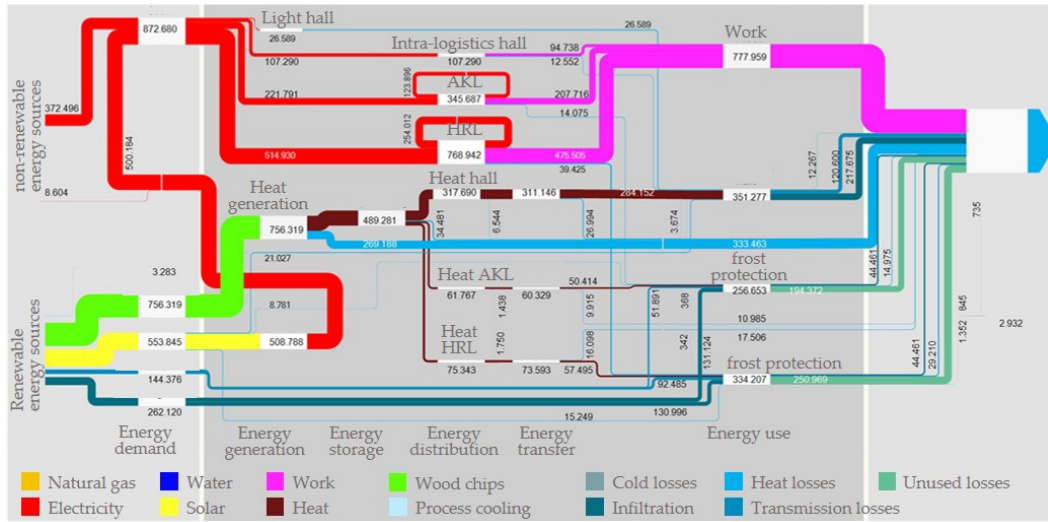 Light hall
26.589
26.589
872.680
Work
Intra-logistics hall
94.738
777.959
107.290
107.290
12.552
372.496
AKL
123.896
221.791
345.687
207.716
14.075
non-renewable
energy sources
500.184
HRL
254.012
514.930
768.942
475.505
39.425
12.267
120.600
217.675
8.604
Heat
generation
Heat hall
317.690
311.146
284.152
351.277
735
756.319
489.281
34.481
6.544
26.994
3.674
269.188
333.463
21.027
44.461
14.975
frost
protection
3.283
Heat AKL
50.414
256.653
194.372
61.767
60.329
1.438
9.915
51.891
368
756.319
8.781
10.985
845
1.352
2.932
Renewable
energy sources
553.845
508.788
17.506
Heat
HRL
1.750
16.098
342
131.124
44.461
29.210
frost protection
144.376
75.343
73.593
57.495
92.485
334.207
250.969
262.120
15.249
130.996
Energy
demand
Energy
generation
Energy
storage
Energy
distribution
Energy
transfer
Energy use
Natural gas
Water
Work
Wood chips
Cold losses
Heat losses
Unused losses
Electricity
Solar
Heat
Process cooling
Infiltration
Transmission losses